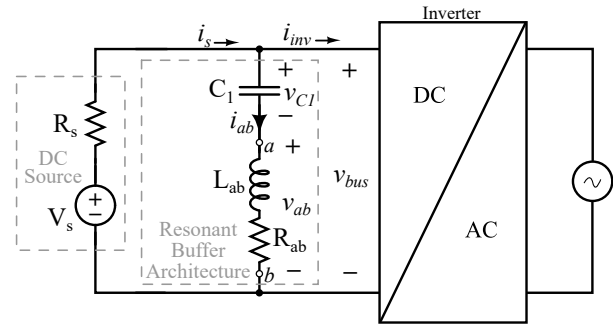 Inverter
i_s
i_inv
+
+
C_1
v_C1
DC
R_s
−
i_ab
a
+
DC
Source
L_ab
v_bus
v_ab
V_s
+
−
R_ab
AC
Resonant
Buffer
Architecture
b
−
−